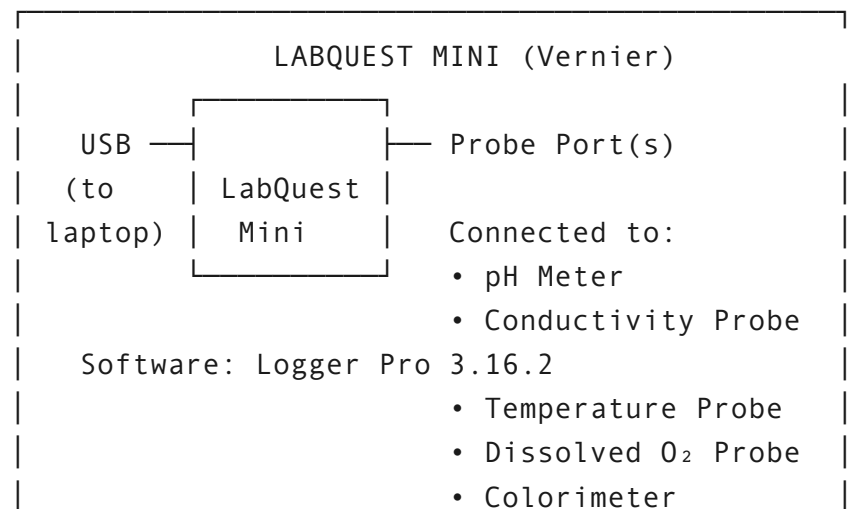 LABQUEST MINI (Vernier)
USB Probe Port(s)
(to LabQuest
laptop) Mini Connected to:
• pH Meter
• Conductivity Probe
Software: Logger Pro 3.16.2
• Temperature Probe
• Dissolved O₂ Probe
• Colorimeter